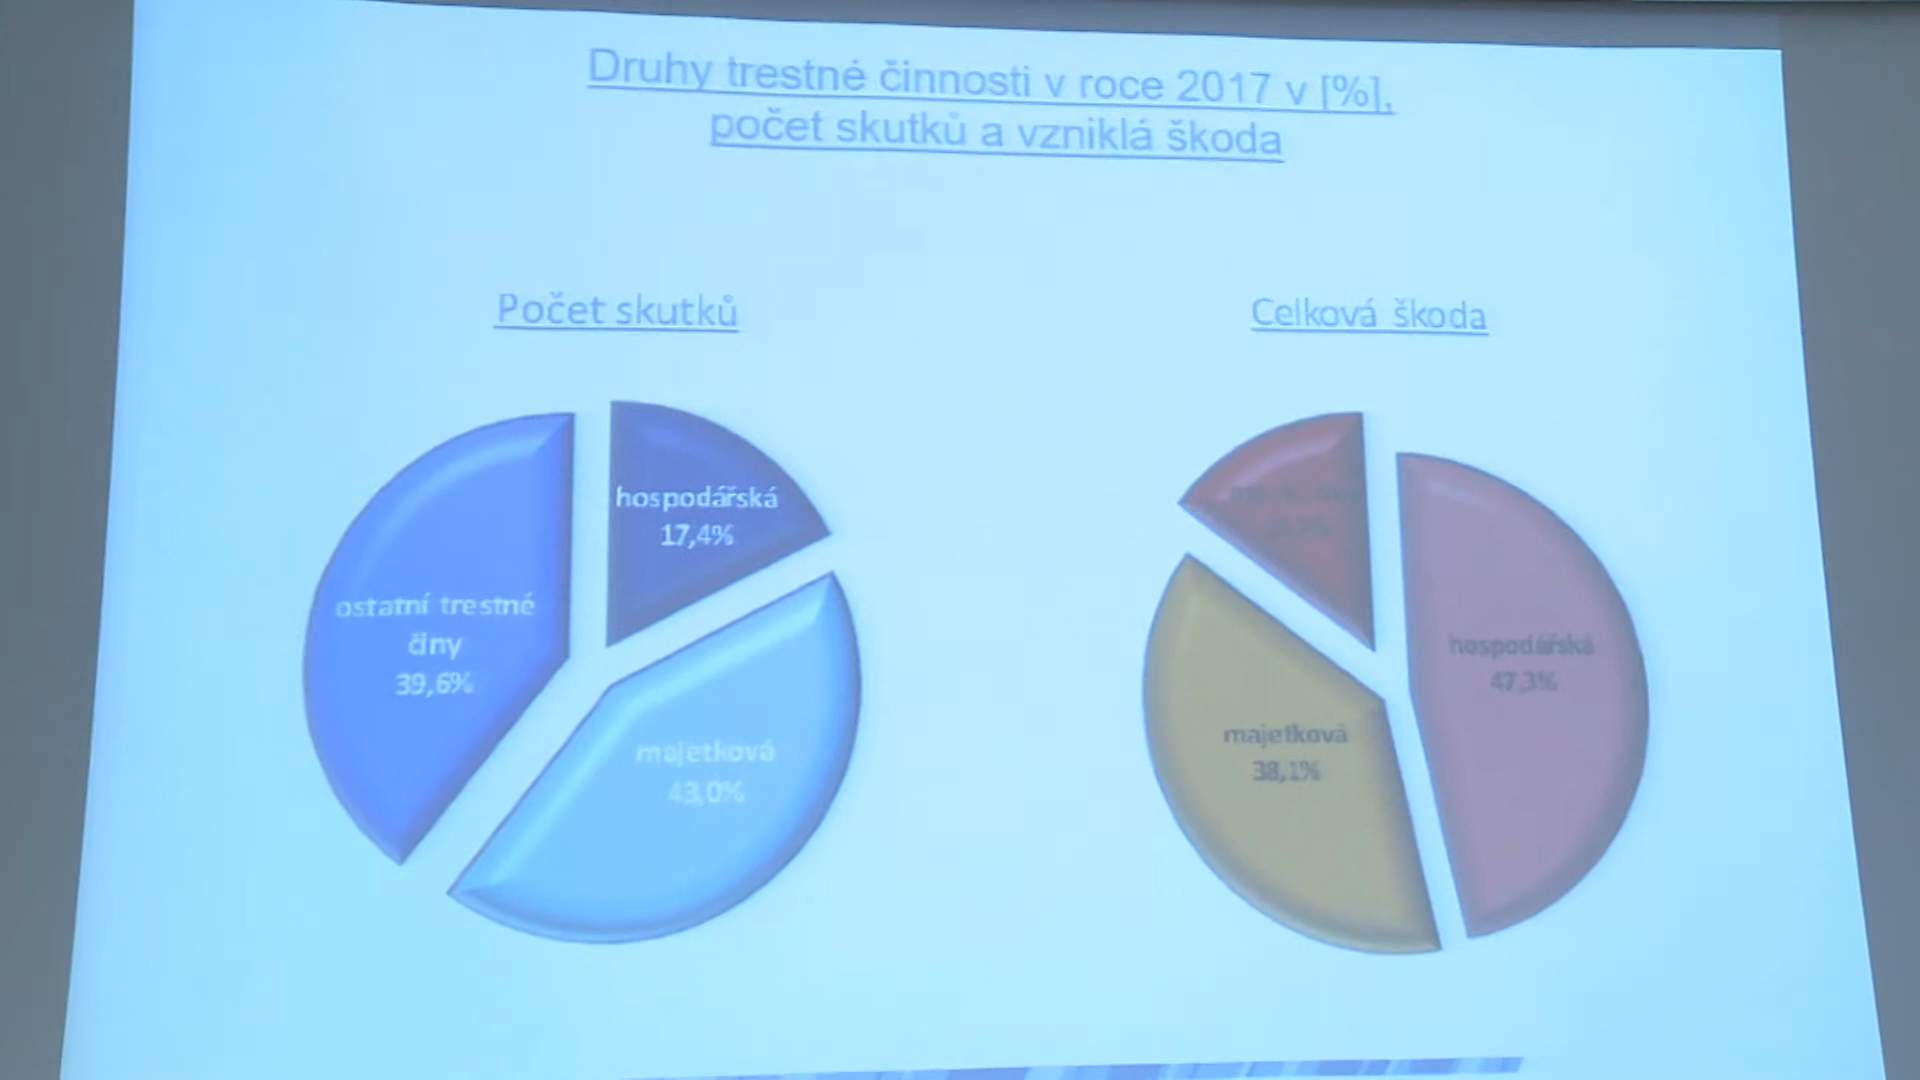 Druhy trestné činnosti v roce 2017 v [%],
počet skutků a vzniklá škoda
Počet skutků
Celková škoda
hospodářská
17,4%
ostatní trestné
činy
39,6%
majetková
43,0%
hospodářská
47,3%
majetková
38,1%